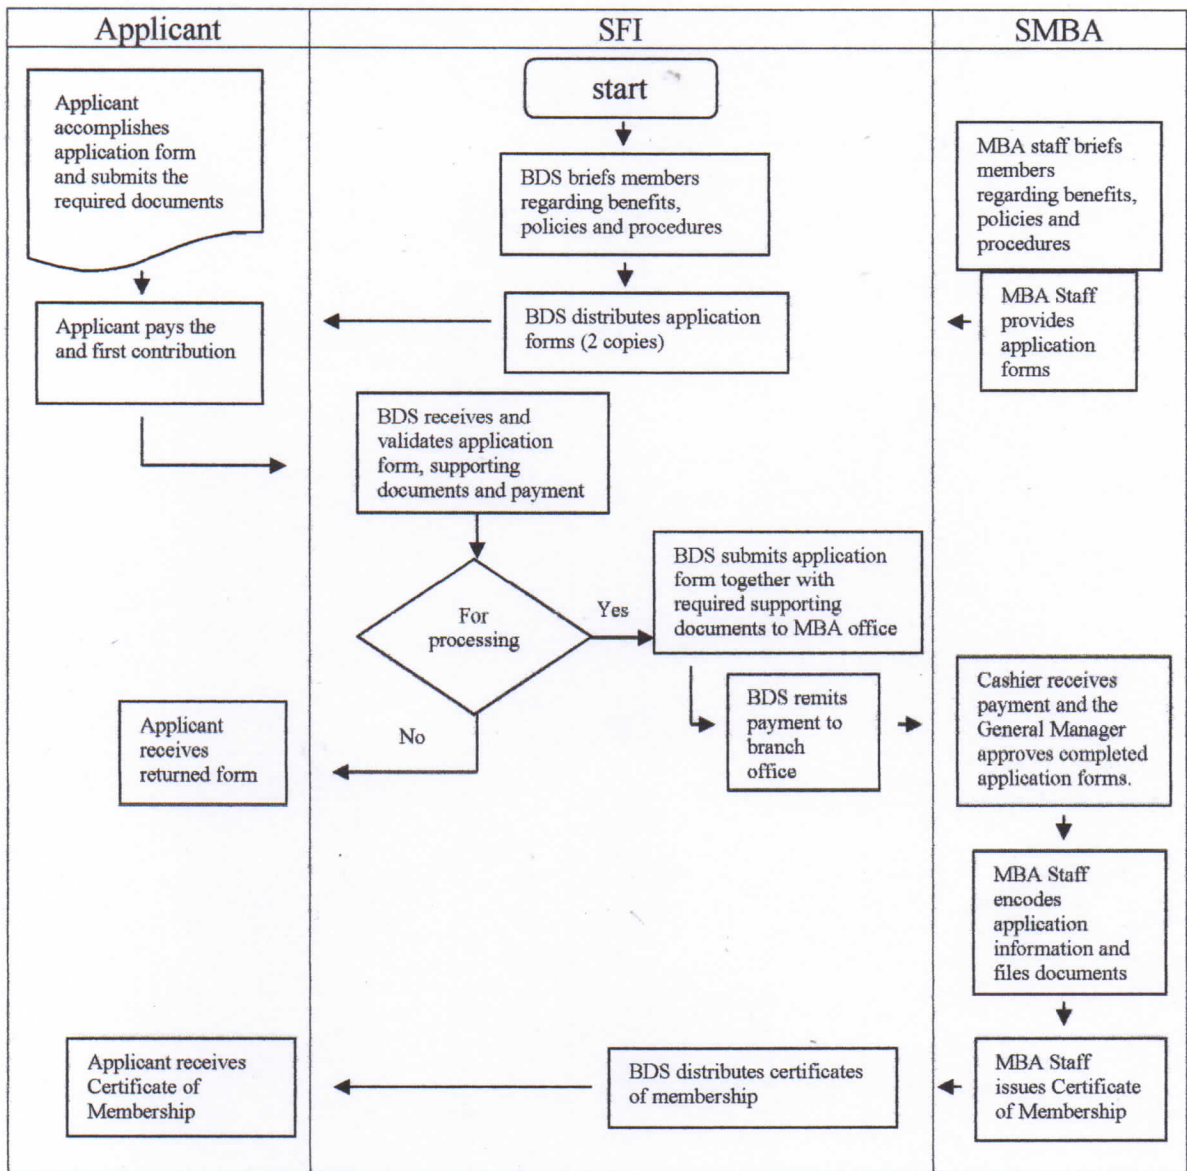 Applicant
SFI
SMBA
start
Applicant
accomplishes
application form
and submits the
required documents
BDS briefs members
regarding benefits,
policies and procedures
MBA staff briefs
members
regarding benefits,
policies and
procedures
Applicant pays the
and first contribution
BDS distributes application
forms (2 copies)
MBA Staff
provides
application
forms
BDS receives and
validates application
form, supporting
documents and payment
For
processing
Yes
BDS submits application
form together with
required supporting
documents to MBA office
No
Applicant
receives
returned form
BDS remits
payment to
branch
office
Cashier receives
payment and the
General Manager
approves completed
application forms.
MBA Staff
encodes
application
information and
files documents
MBA Staff
issues Certificate
of Membership
BDS distributes certificates
of membership
Applicant receives
Certificate of
Membership